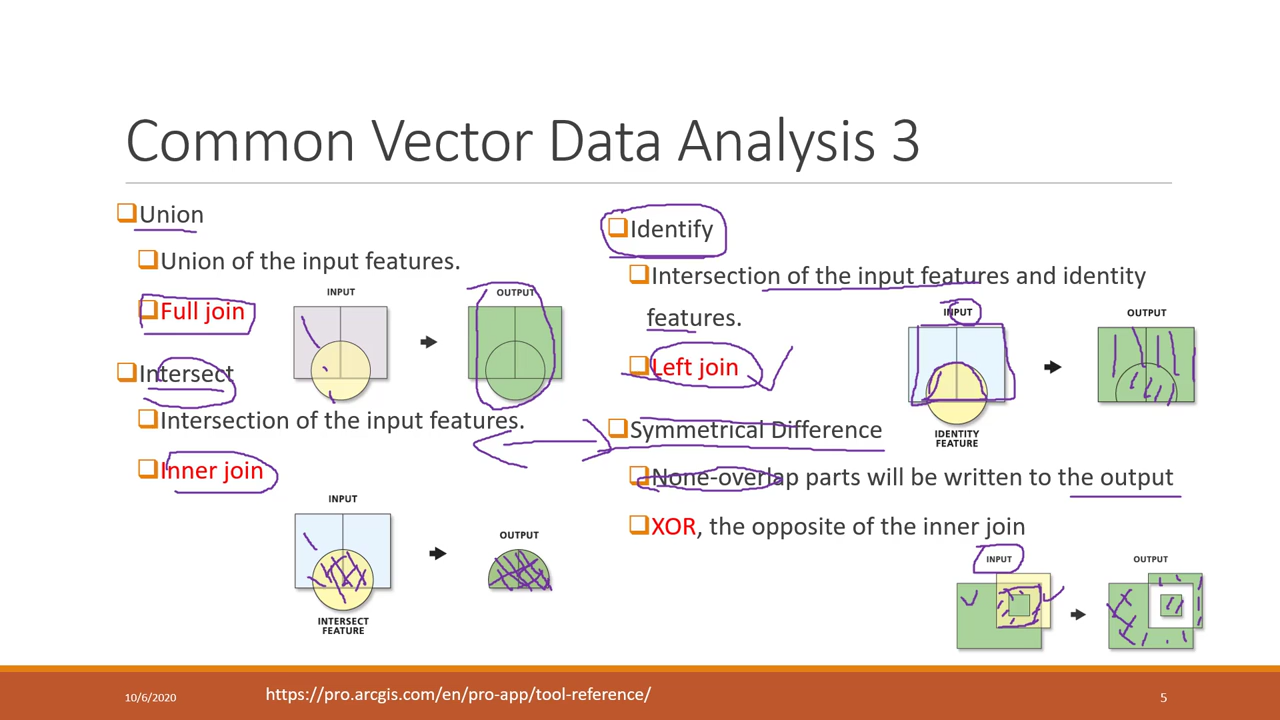 Common Vector Data Analysis 3
Union
Union of the input features.
Full join
INPUT
OUTPUT
Intersect
Intersection of the input features.
Inner join
INPUT
OUTPUT
INTERSECT
FEATURE
Identify
Intersection of the input features and identity
features.
Left join
INPUT
OUTPUT
IDENTITY
FEATURE
Symmetrical Difference
None-overlap parts will be written to the output
XOR, the opposite of the inner join
INPUT
OUTPUT
10/6/2020
https://pro.arcgis.com/en/pro-app/tool-reference/
5